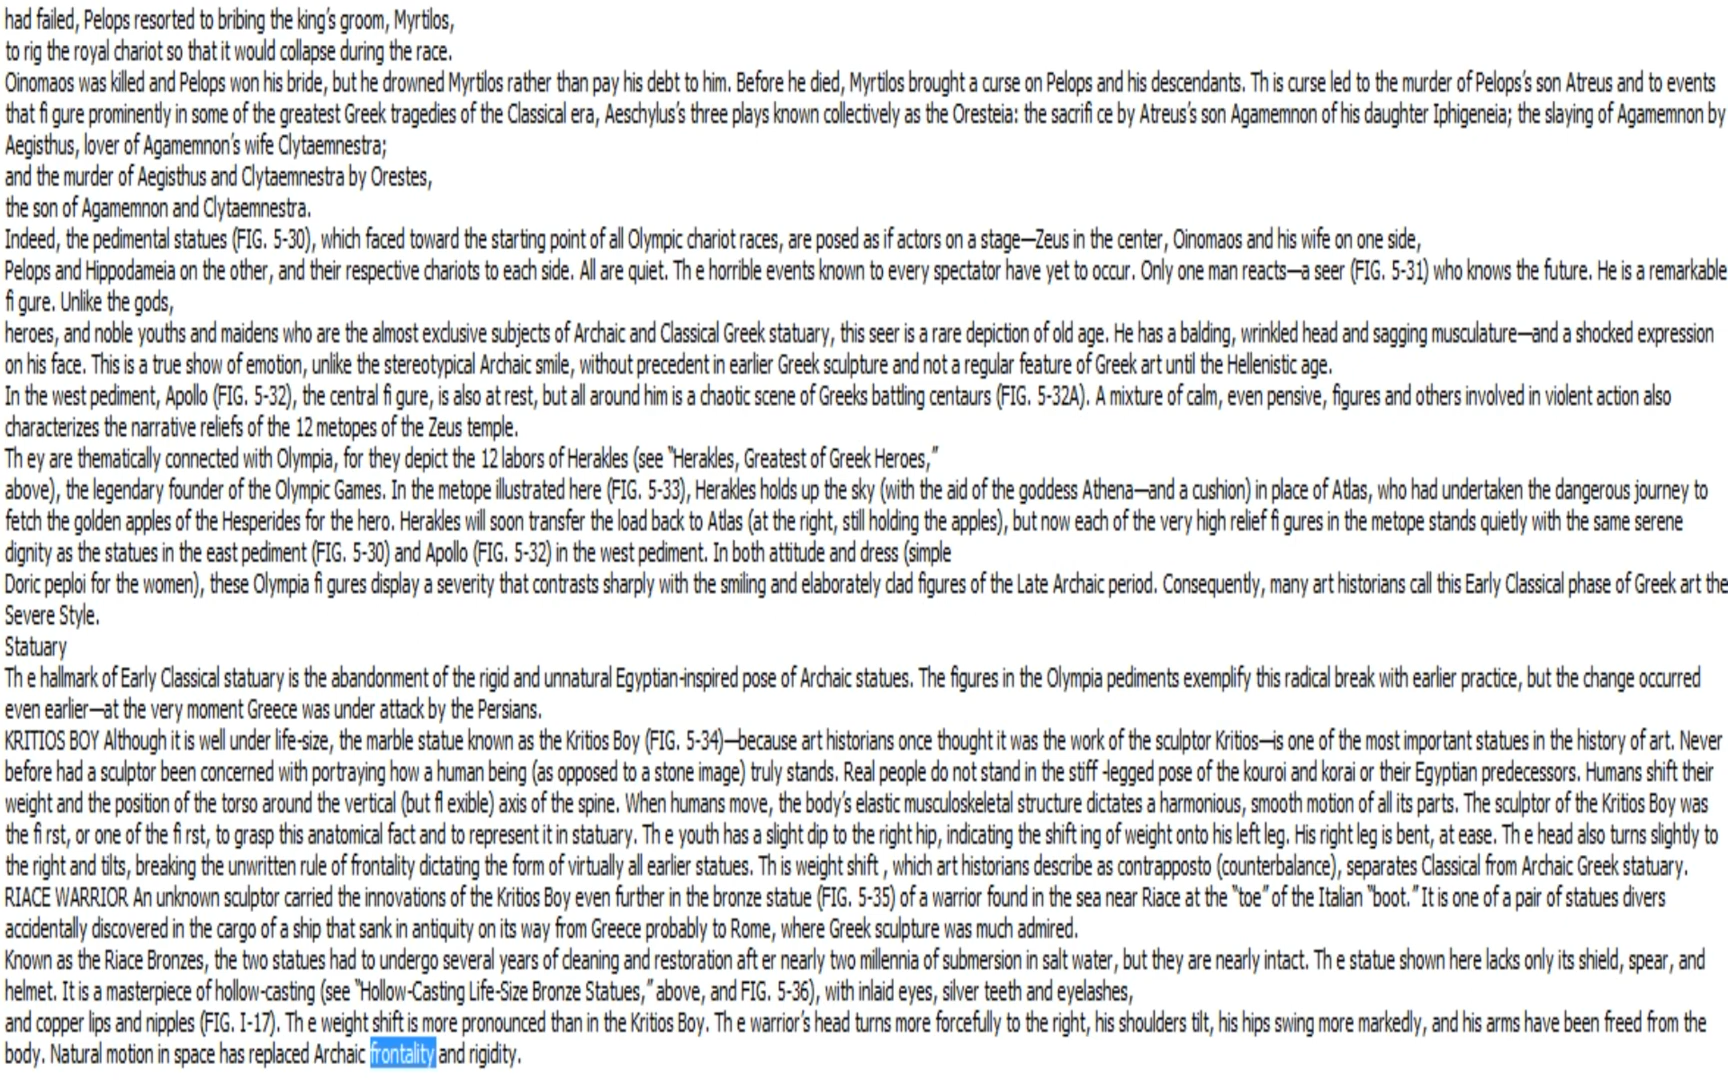 had failed, Pelops resorted to bribing the king's groom, Myrtilos,
to rig the royal chariot so that it would collapse during the race.
Oinomaos was killed and Pelops won his bride, but he drowned Myrtilos rather than pay his debt to him. Before he died, Myrtilos brought a curse on Pelops and his descendants. Th is curse led to the murder of Pelops's son Atreus and to events
that fi gure prominently in some of the greatest Greek tragedies of the Classical era, Aeschylus's three plays known collectively as the Oresteia: the sacrifi ce by Atreus's son Agamemnon of his daughter Iphigeneia; the slaying of Agamemnon by
Aegisthus, lover of Agamemnon's wife Clytaemnestra;
and the murder of Aegisthus and Clytaemnestra by Orestes,
the son of Agamemnon and Clytaemnestra.
Indeed, the pedimental statues (FIG. 5-30), which faced toward the starting point of all Olympic chariot races, are posed as if actors on a stage—Zeus in the center, Oinomaos and his wife on one side,
Pelops and Hippodameia on the other, and their respective chariots to each side. All are quiet. Th e horrible events known to every spectator have yet to occur. Only one man reacts—a seer (FIG. 5-31) who knows the future. He is a remarkable
fi gure. Unlike the gods,
heroes, and noble youths and maidens who are the almost exclusive subjects of Archaic and Classical Greek statuary, this seer is a rare depiction of old age. He has a balding, wrinkled head and sagging musculature—and a shocked expression
on his face. This is a true show of emotion, unlike the stereotypical Archaic smile, without precedent in earlier Greek sculpture and not a regular feature of Greek art until the Hellenistic age.
In the west pediment, Apollo (FIG. 5-32), the central fi gure, is also at rest, but all around him is a chaotic scene of Greeks battling centaurs (FIG. 5-32A). A mixture of calm, even pensive, figures and others involved in violent action also
characterizes the narrative reliefs of the 12 metopes of the Zeus temple.
Th ey are thematically connected with Olympia, for they depict the 12 labors of Herakles (see "Herakles, Greatest of Greek Heroes,"
above), the legendary founder of the Olympic Games. In the metope illustrated here (FIG. 5-33), Herakles holds up the sky (with the aid of the goddess Athena—and a cushion) in place of Atlas, who had undertaken the dangerous journey to
fetch the golden apples of the Hesperides for the hero. Herakles will soon transfer the load back to Atlas (at the right, still holding the apples), but now each of the very high relief fi gures in the metope stands quietly with the same serene
dignity as the statues in the east pediment (FIG. 5-30) and Apollo (FIG. 5-32) in the west pediment. In both attitude and dress (simple
Doric peploi for the women), these Olympia fi gures display a severity that contrasts sharply with the smiling and elaborately clad figures of the Late Archaic period. Consequently, many art historians call this Early Classical phase of Greek art the
Severe Style.
Statuary
Th e hallmark of Early Classical statuary is the abandonment of the rigid and unnatural Egyptian-inspired pose of Archaic statues. The figures in the Olympia pediments exemplify this radical break with earlier practice, but the change occurred
even earlier—at the very moment Greece was under attack by the Persians.
KRITIOS BOY Although it is well under life-size, the marble statue known as the Kritios Boy (FIG. 5-34)—because art historians once thought it was the work of the sculptor Kritios—is one of the most important statues in the history of art. Never
before had a sculptor been concerned with portraying how a human being (as opposed to a stone image) truly stands. Real people do not stand in the stiff -legged pose of the kouroi and korai or their Egyptian predecessors. Humans shift their
weight and the position of the torso around the vertical (but fl exible) axis of the spine. When humans move, the body's elastic musculoskeletal structure dictates a harmonious, smooth motion of all its parts. The sculptor of the Kritios Boy was
the fi rst, or one of the fi rst, to grasp this anatomical fact and to represent it in statuary. Th e youth has a slight dip to the right hip, indicating the shift ing of weight onto his left leg. His right leg is bent, at ease. Th e head also turns slightly to
the right and tilts, breaking the unwritten rule of frontality dictating the form of virtually all earlier statues. Th is weight shift , which art historians describe as contrapposto (counterbalance), separates Classical from Archaic Greek statuary.
RIACE WARRIOR An unknown sculptor carried the innovations of the Kritios Boy even further in the bronze statue (FIG. 5-35) of a warrior found in the sea near Riace at the "toe" of the Italian "boot." It is one of a pair of statues divers
accidentally discovered in the cargo of a ship that sank in antiquity on its way from Greece probably to Rome, where Greek sculpture was much admired.
Known as the Riace Bronzes, the two statues had to undergo several years of cleaning and restoration aft er nearly two millennia of submersion in salt water, but they are nearly intact. Th e statue shown here lacks only its shield, spear, and
helmet. It is a masterpiece of hollow-casting (see "Hollow-Casting Life-Size Bronze Statues," above, and FIG. 5-36), with inlaid eyes, silver teeth and eyelashes,
and copper lips and nipples (FIG. I-17). Th e weight shift is more pronounced than in the Kritios Boy. Th e warrior's head turns more forcefully to the right, his shoulders tilt, his hips swing more markedly, and his arms have been freed from the
body. Natural motion in space has replaced Archaic frontality and rigidity.